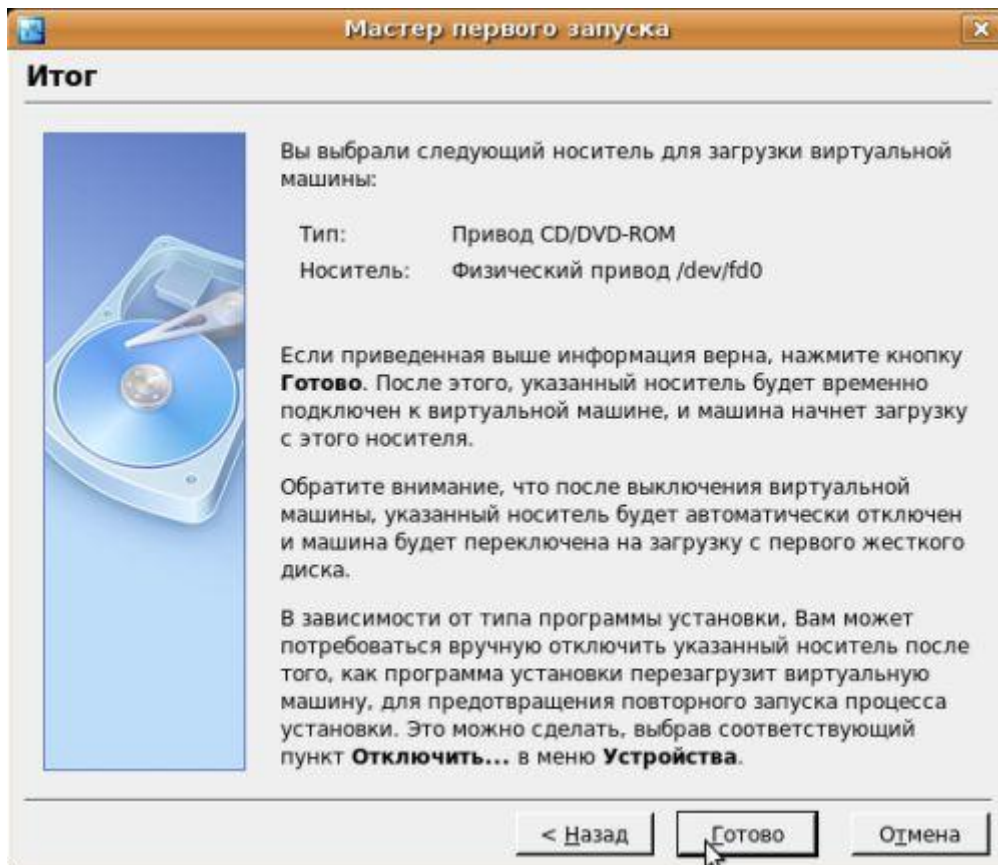 Мастер первого запуска
Итог
Вы выбрали следующий носитель для загрузки виртуальной
машины:
Тип: Привод CD/DVD-ROM
Носитель: Физический привод /dev/fd0
Если приведенная выше информация верна, нажмите кнопку
Готово. После этого, указанный носитель будет временно
подключен к виртуальной машине, и машина начнет загрузку
с этого носителя.
Обратите внимание, что после выключения виртуальной
машины, указанный носитель будет автоматически отключен
и машина будет переключена на загрузку с первого жесткого
диска.
В зависимости от типа программы установки, Вам может
потребоваться вручную отключить указанный носитель после
того, как программа установки перезагрузит виртуальную
машину, для предотвращения повторного запуска процесса
установки. Это можно сделать, выбрав соответствующий
пункт Отключить... в меню Устройства.
< Назад Готово Отмена